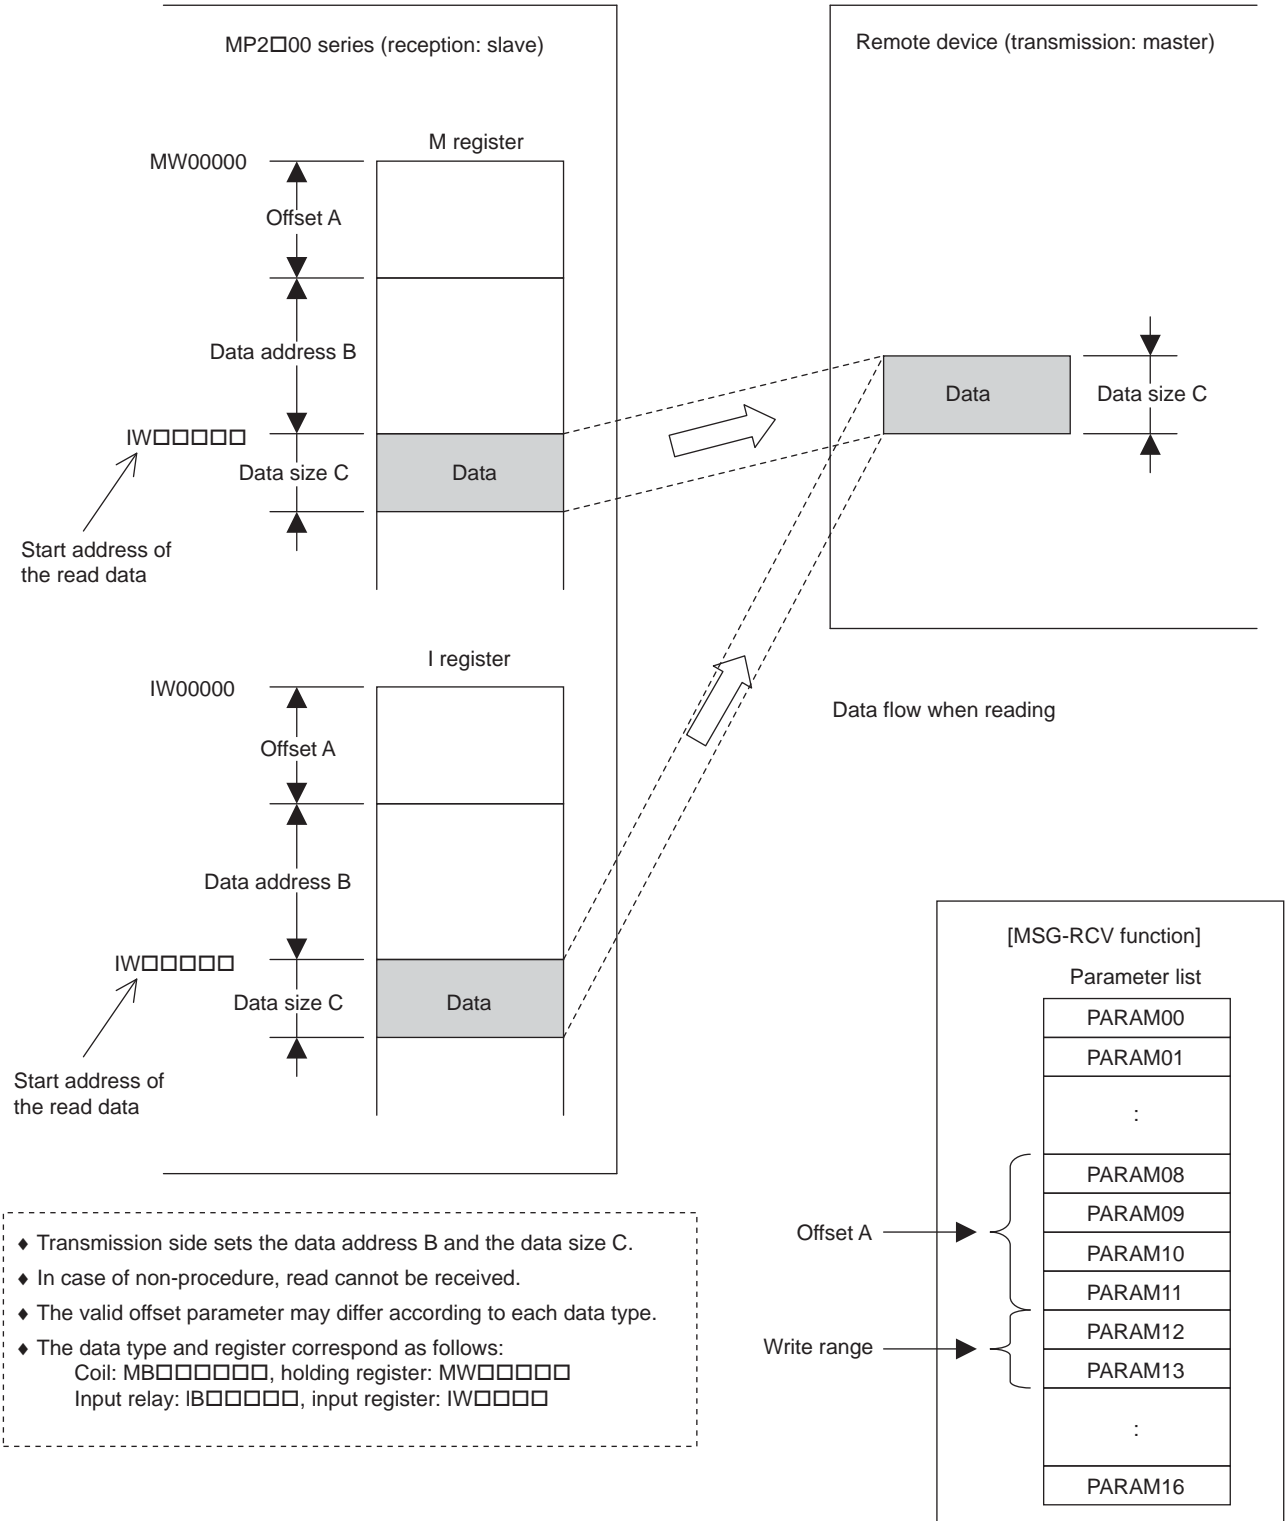 MP2□00 series (reception: slave)
Remote device (transmission: master)
M register
MW00000
Offset A
Data address B
IW□□□□□
Data size C
Data
Start address of
the read data
Data
Data size C
I register
IW00000
Offset A
Data address B
IW□□□□□
Data size C
Data
Start address of
the read data
Data flow when reading
[MSG-RCV function]
Parameter list
PARAM00
PARAM01
:
PARAM08
PARAM09
PARAM10
PARAM11
PARAM12
PARAM13
:
PARAM16
Offset A
Write range
♦ Transmission side sets the data address B and the data size C.
♦ In case of non-procedure, read cannot be received.
♦ The valid offset parameter may differ according to each data type.
♦ The data type and register correspond as follows:
Coil: MB□□□□□□, holding register: MW□□□□□
Input relay: IB□□□□□, input register: IW□□□□